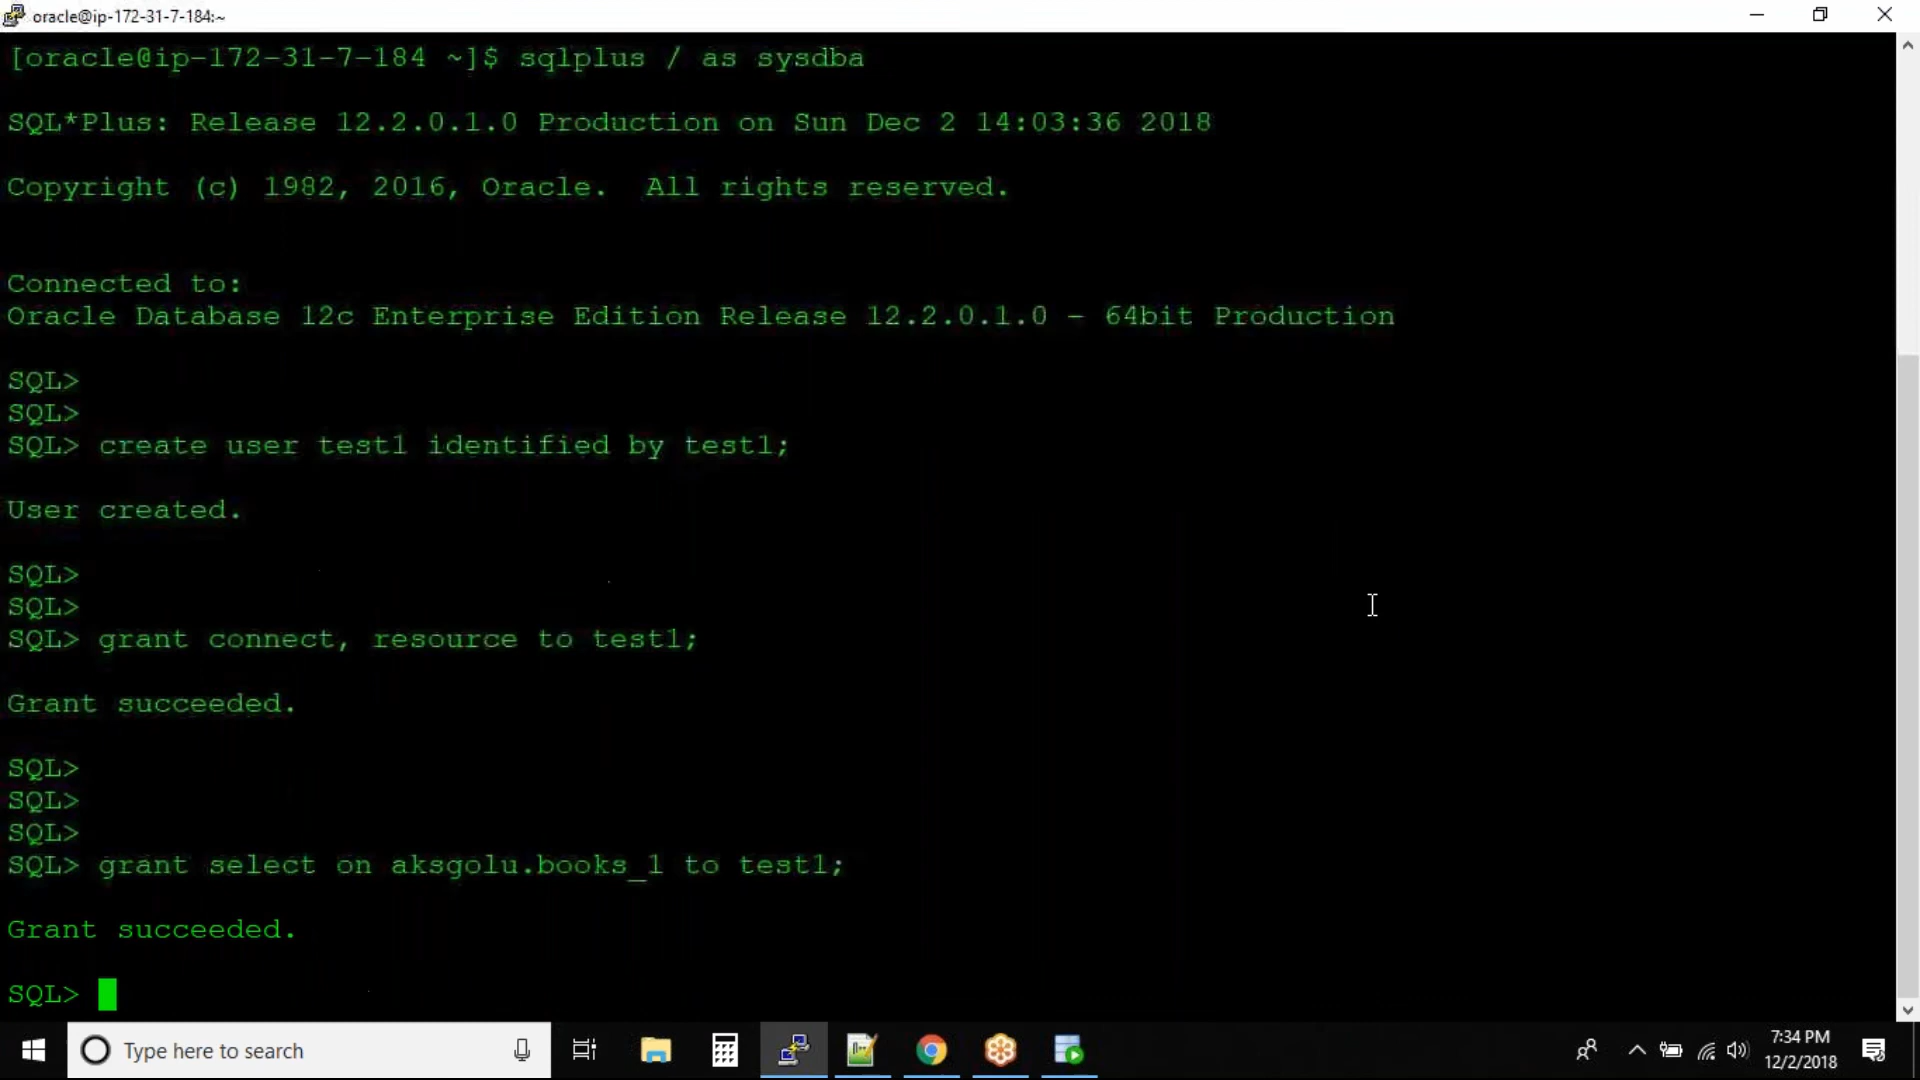 oracle@ip-172-31-7-184:~
[oracle@ip-172-31-7-184 ~]$ sqlplus / as sysdba
SQL*Plus: Release 12.2.0.1.0 Production on Sun Dec 2 14:03:36 2018
Copyright (c) 1982, 2016, Oracle.  All rights reserved.
Connected to:
Oracle Database 12c Enterprise Edition Release 12.2.0.1.0 - 64bit Production
SQL>
SQL>
SQL> create user test1 identified by test1;
User created.
SQL>
SQL>
SQL> grant connect, resource to test1;
Grant succeeded.
SQL>
SQL>
SQL>
SQL> grant select on aksgolu.books_1 to test1;
Grant succeeded.
SQL>
Type here to search
7:34 PM
12/2/2018